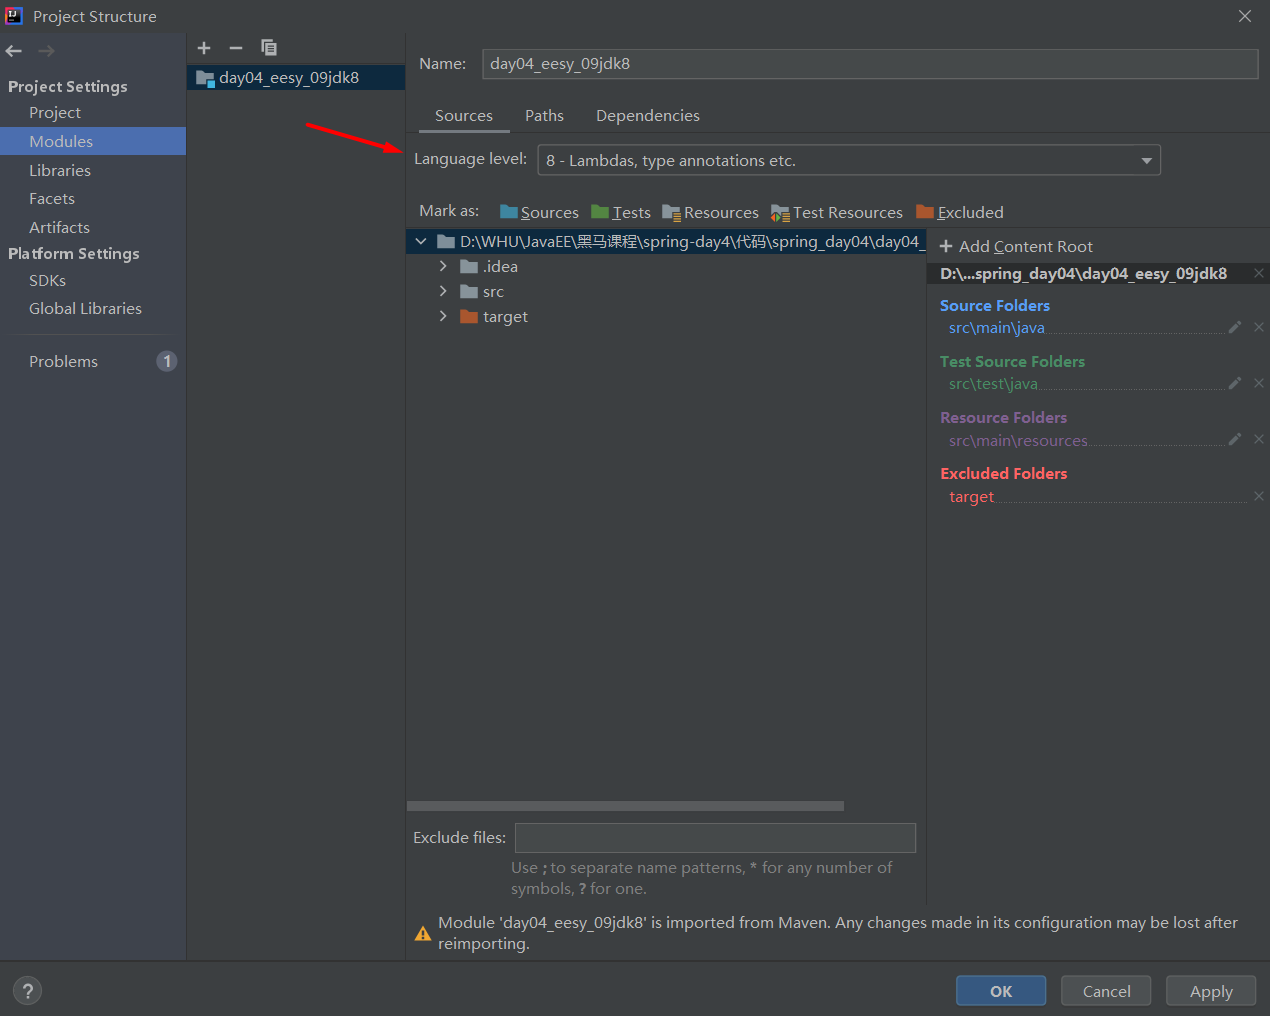 Project Structure
Project Settings
Project
Modules
Libraries
Facets
Artifacts
Platform Settings
SDKs
Global Libraries
Problems 1
day04_eesy_09jdk8
Name: day04_eesy_09jdk8
Sources Paths Dependencies
Language level: 8 - Lambdas, type annotations etc.
Mark as: Sources Tests Resources Test Resources Excluded
D:\WHU\JavaEE\黑马课程\spring-day4\代码\spring_day04\day04_
.idea
src
target
+ Add Content Root
D:\...spring_day04\day04_eesy_09jdk8
Source Folders
src\main\java
Test Source Folders
src\test\java
Resource Folders
src\main\resources
Excluded Folders
target
Exclude files:
Use ; to separate name patterns, * for any number of
symbols, ? for one.
Module 'day04_eesy_09jdk8' is imported from Maven. Any changes made in its configuration may be lost after
reimporting.
? OK Cancel Apply